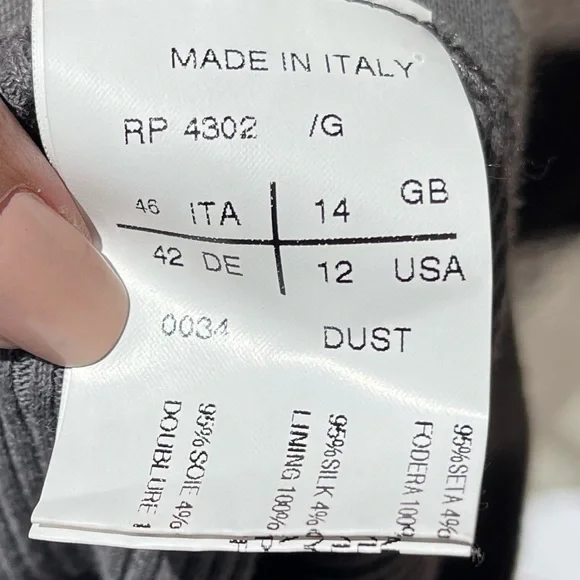 MADE IN ITALY
RP 4302 /G
46 ITA 14 GB
42 DE 12 USA
0034 DUST
95% SETA 4%
FODERA 100%
95% SILK 4%
LINING 100%
95% SOIE 4%
DOUBLURE